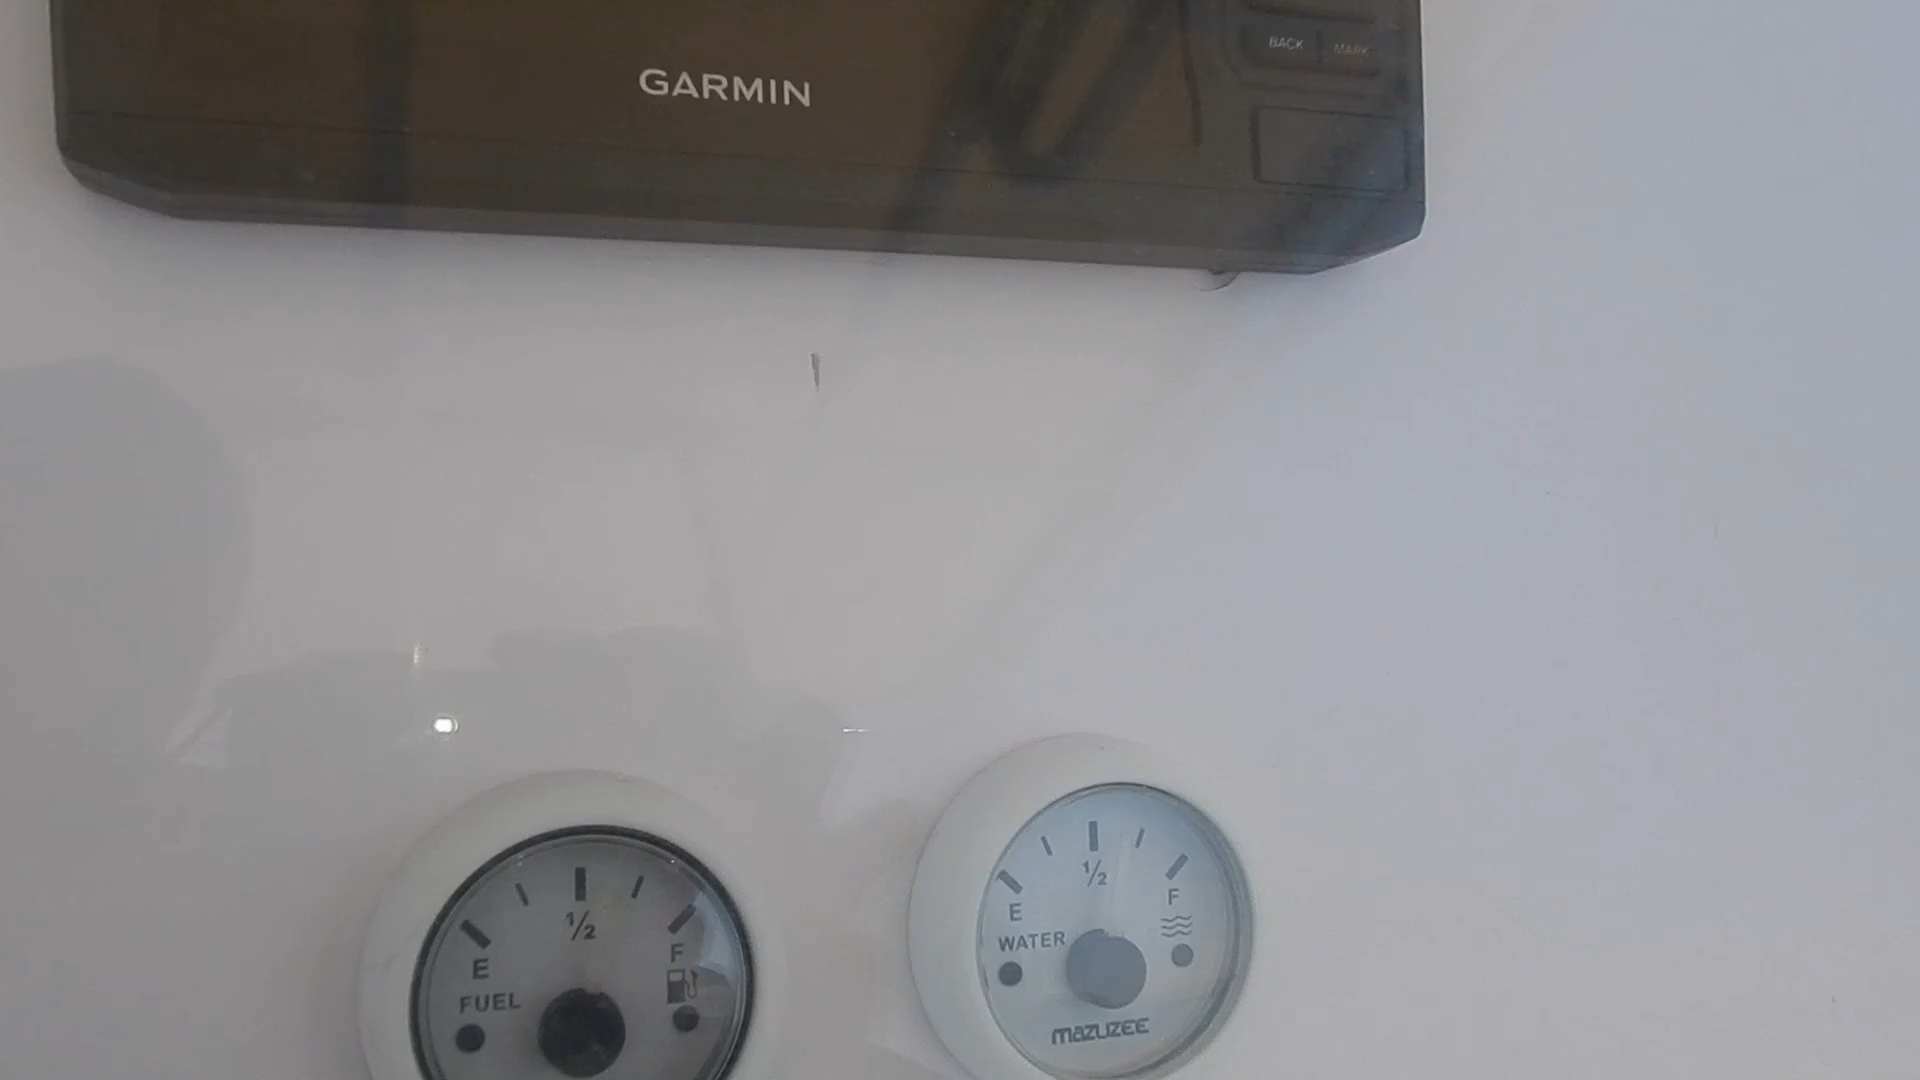 BACK MARK
GARMIN
1/2
E
F
WATER
mazuzee
1/2
E
F
FUEL